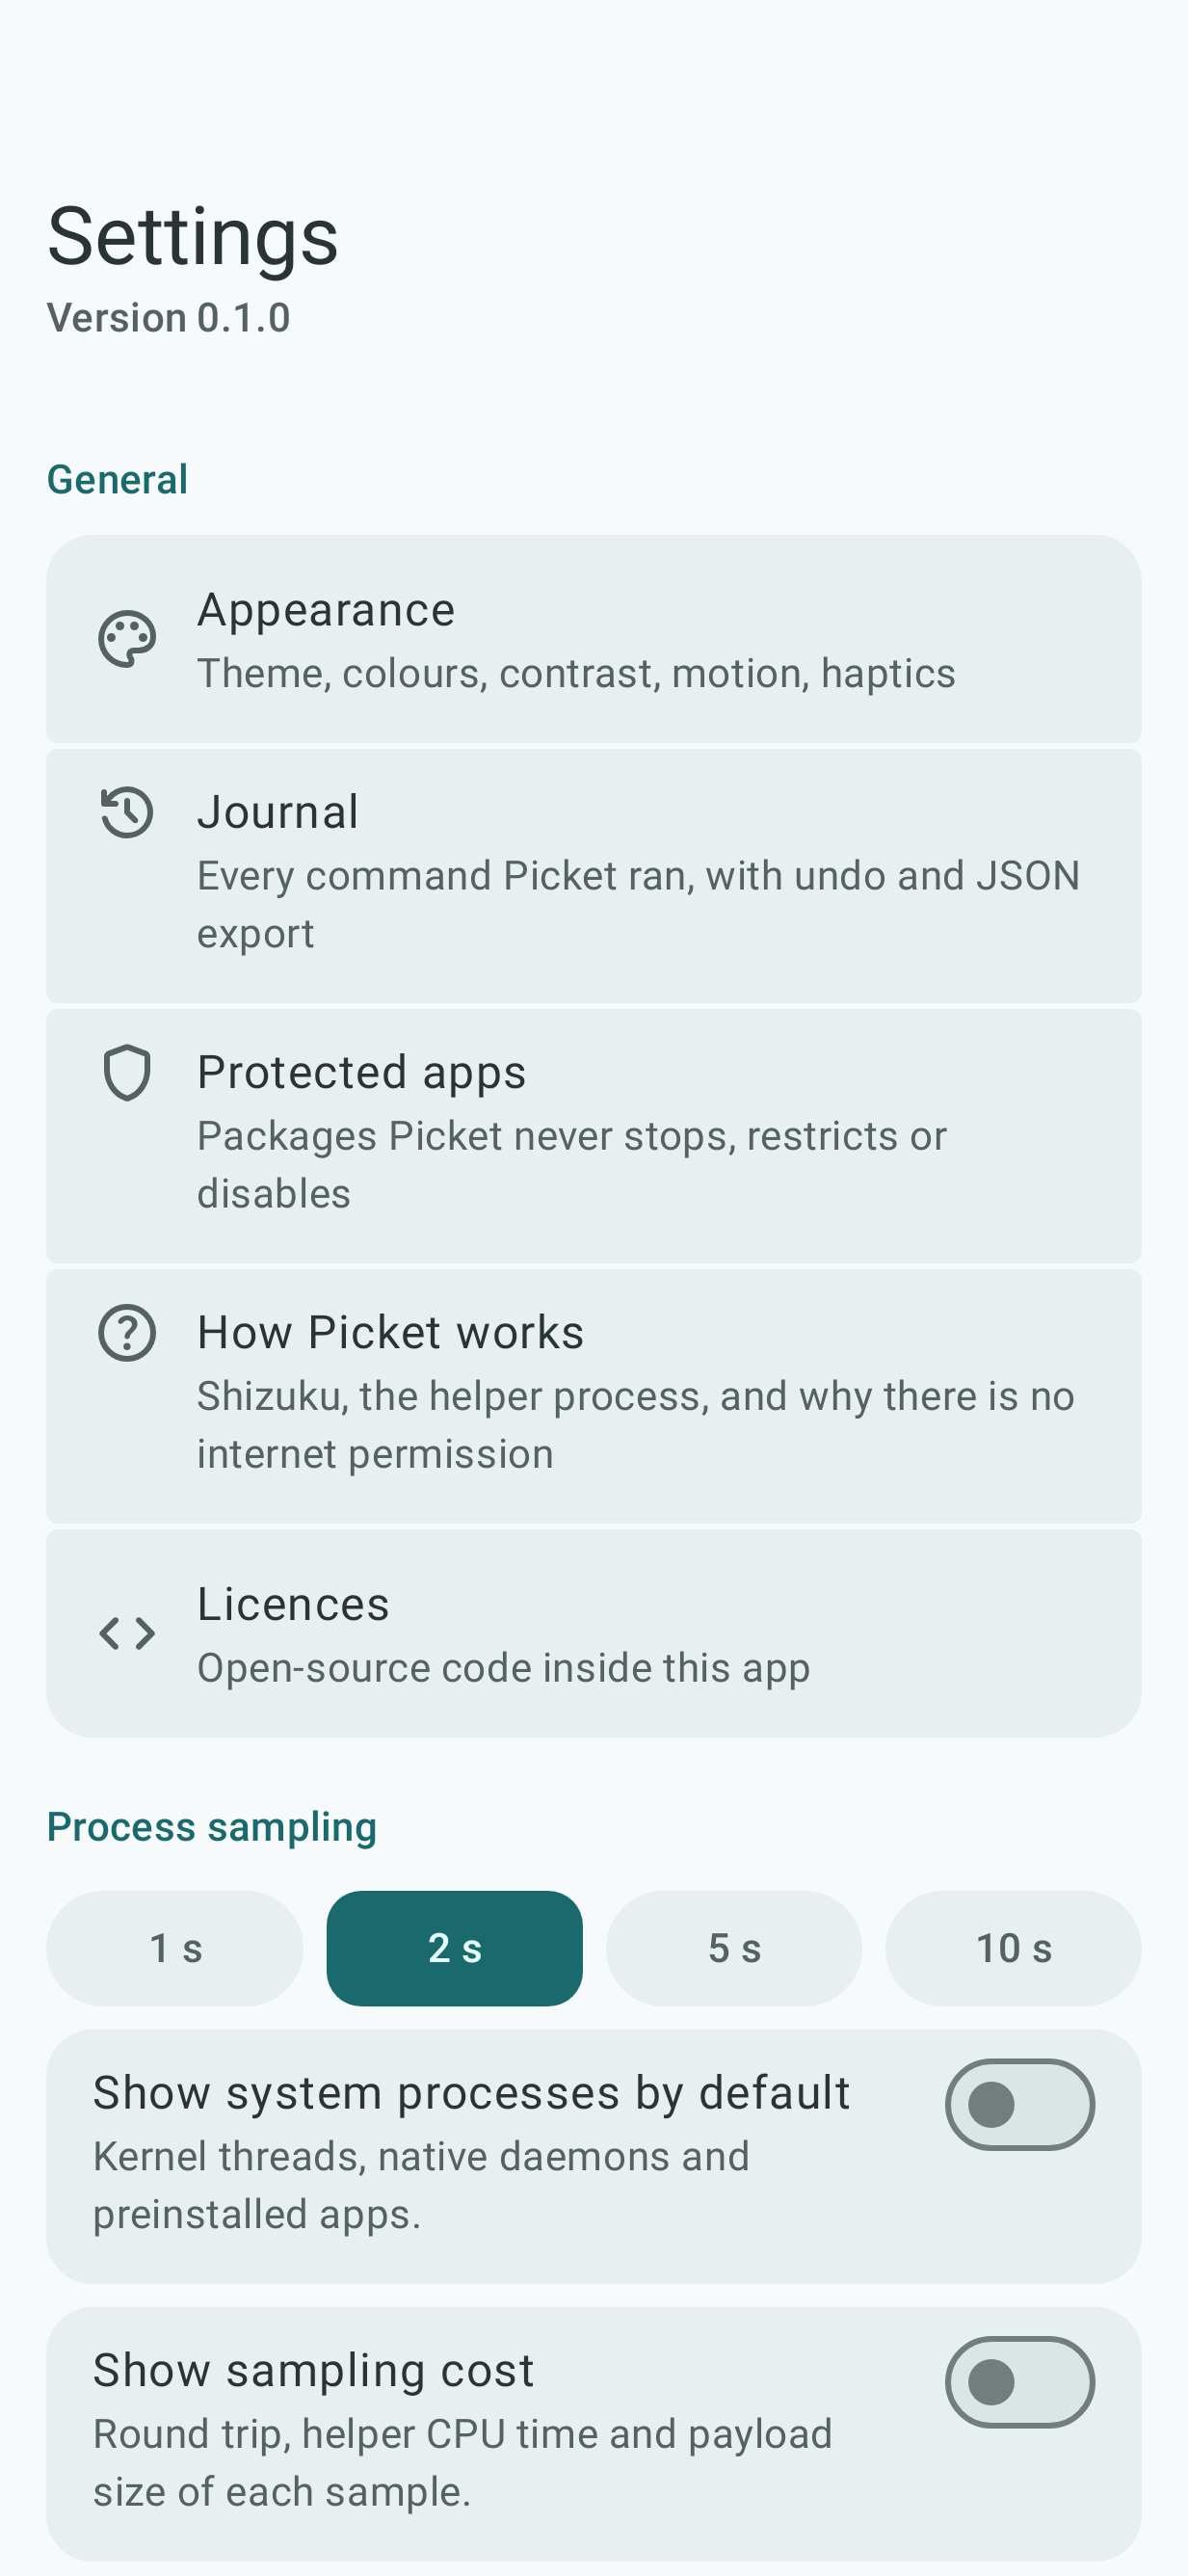 Settings
Version 0.1.0
General
Appearance
Theme, colours, contrast, motion, haptics
Journal
Every command Picket ran, with undo and JSON
export
Protected apps
Packages Picket never stops, restricts or
disables
How Picket works
Shizuku, the helper process, and why there is no
internet permission
Licences
Open-source code inside this app
Process sampling
1 s
2 s
5 s
10 s
Show system processes by default
Kernel threads, native daemons and
preinstalled apps.
Show sampling cost
Round trip, helper CPU time and payload
size of each sample.